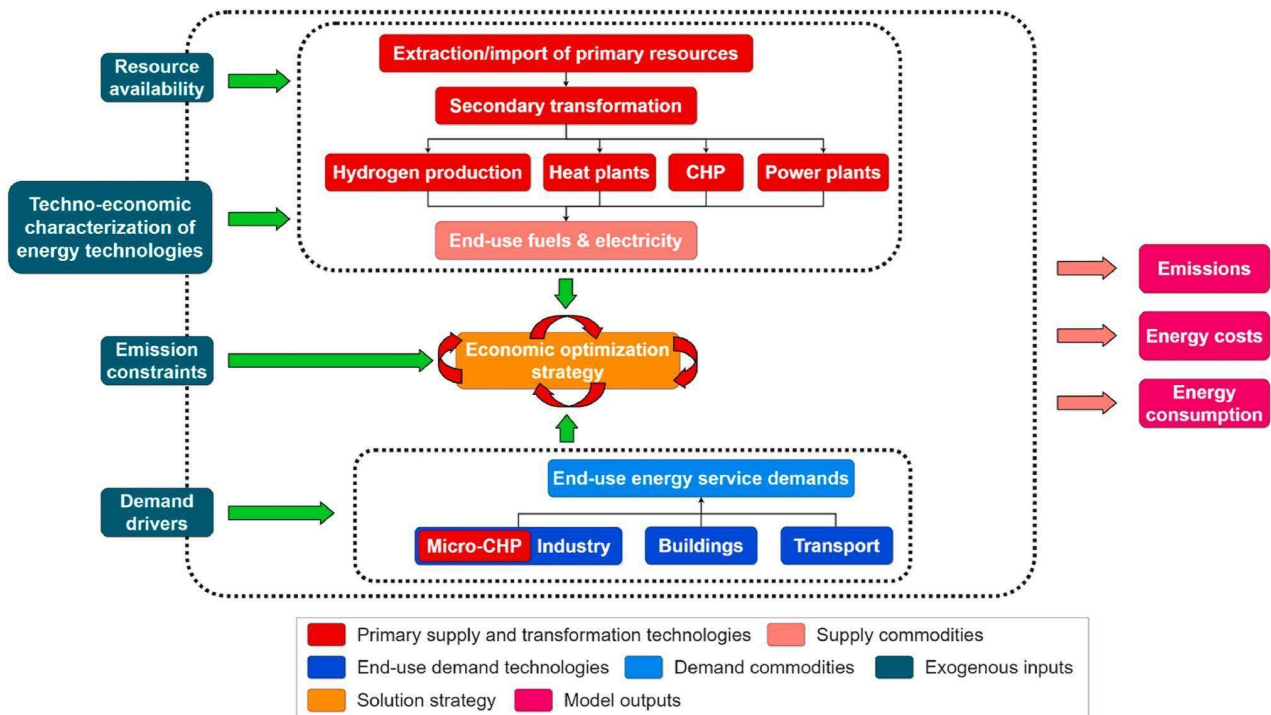 Extraction/import of primary resources
Resource
availability
Secondary transformation
Hydrogen production
Heat plants
CHP
Power plants
Techno-economic
characterization of
energy technologies
End-use fuels & electricity
Emissions
Energy costs
Energy
consumption
Emission
constraints
Economic optimization
strategy
Demand
drivers
End-use energy service demands
Micro-CHP
Industry
Buildings
Transport
Primary supply and transformation technologies
Supply commodities
End-use demand technologies
Demand commodities
Exogenous inputs
Solution strategy
Model outputs